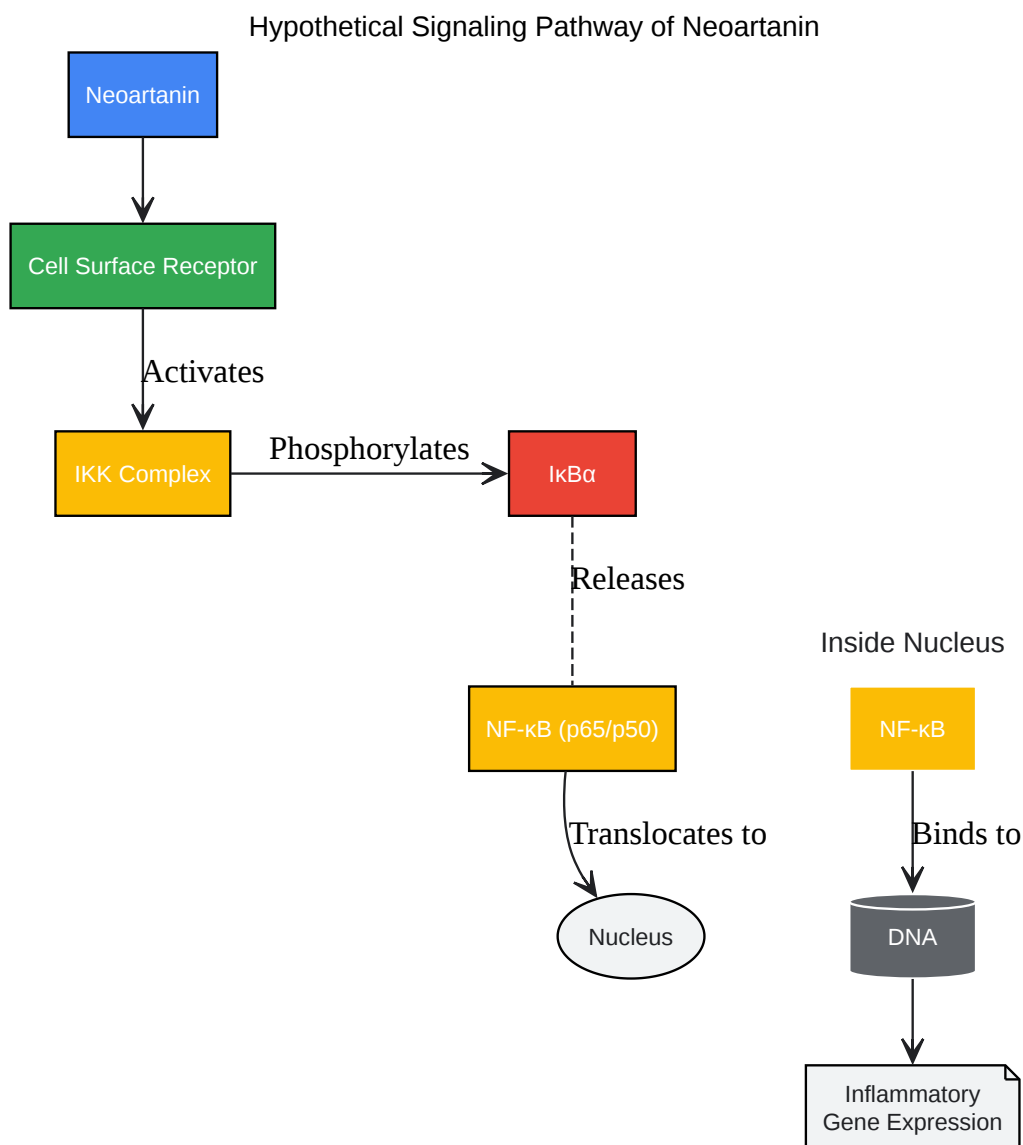 Hypothetical Signaling Pathway of Neoartanin
Neoartanin
Cell Surface Receptor
Activates
IKK Complex
Phosphorylates
IκBα
Releases
NF-κB (p65/p50)
Translocates to
Nucleus
Inside Nucleus
NF-κB
Binds to
DNA
Inflammatory
Gene Expression